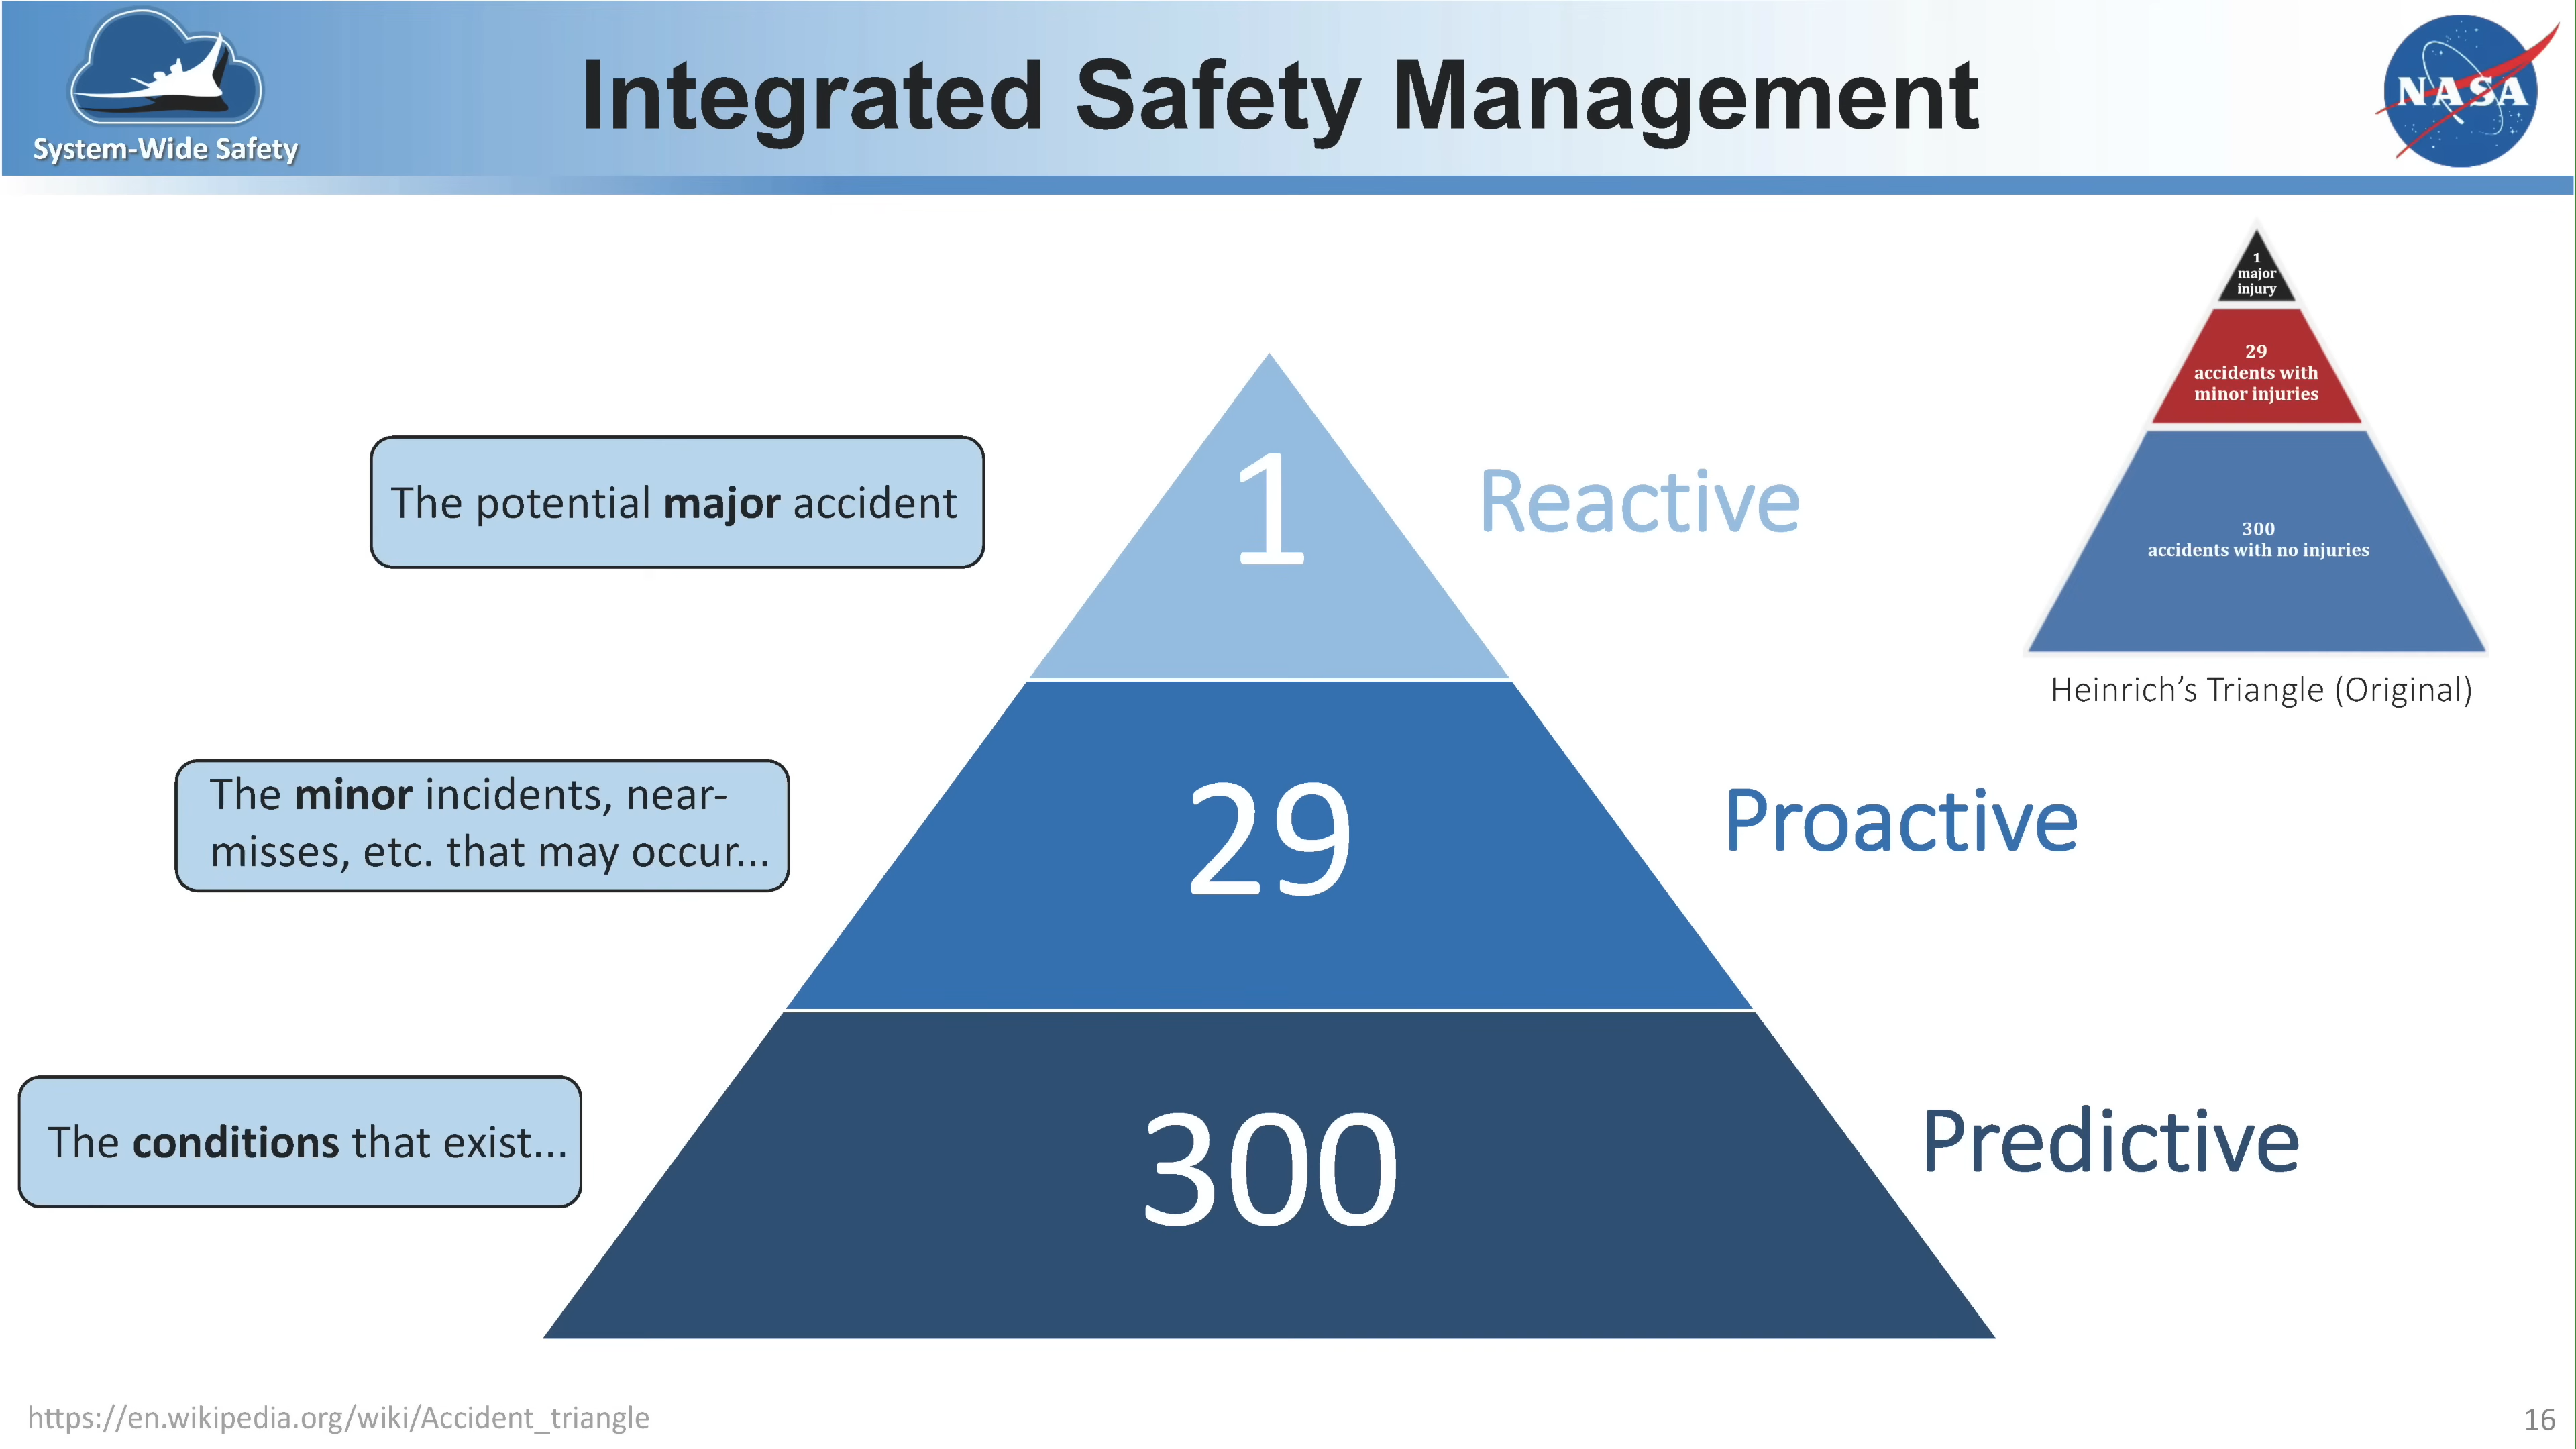 Integrated Safety Management
System-Wide Safety
NASA
1
major
injury
29
accidents with
minor injuries
300
accidents with no injuries
Heinrich’s Triangle (Original)
The potential major accident
1
Reactive
The minor incidents, near-
misses, etc. that may occur...
29
Proactive
The conditions that exist...
300
Predictive
https://en.wikipedia.org/wiki/Accident_triangle
16